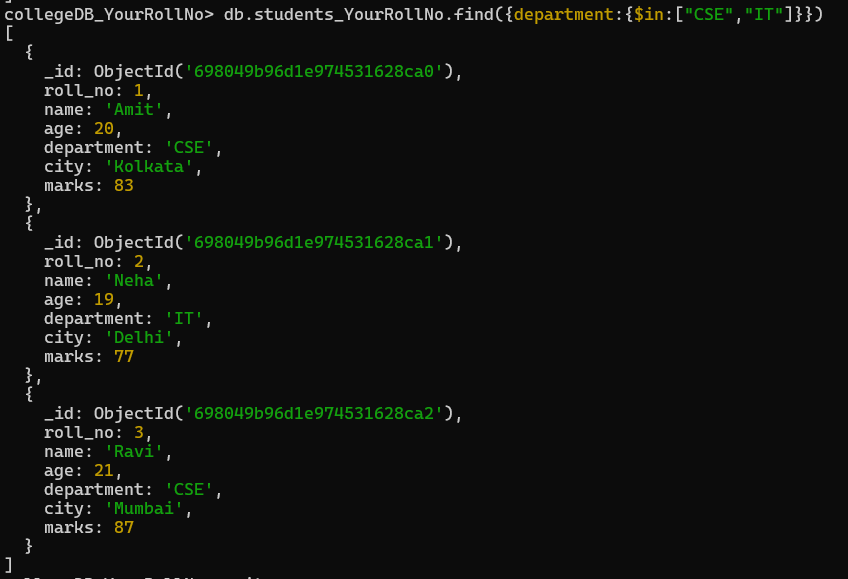 collegeDB_YourRollNo> db.students_YourRollNo.find({department:{$in:["CSE","IT"]}})
[
  {
    _id: ObjectId('698049b96d1e974531628ca0'),
    roll_no: 1,
    name: 'Amit',
    age: 20,
    department: 'CSE',
    city: 'Kolkata',
    marks: 83
  },
  {
    _id: ObjectId('698049b96d1e974531628ca1'),
    roll_no: 2,
    name: 'Neha',
    age: 19,
    department: 'IT',
    city: 'Delhi',
    marks: 77
  },
  {
    _id: ObjectId('698049b96d1e974531628ca2'),
    roll_no: 3,
    name: 'Ravi',
    age: 21,
    department: 'CSE',
    city: 'Mumbai',
    marks: 87
  }
]